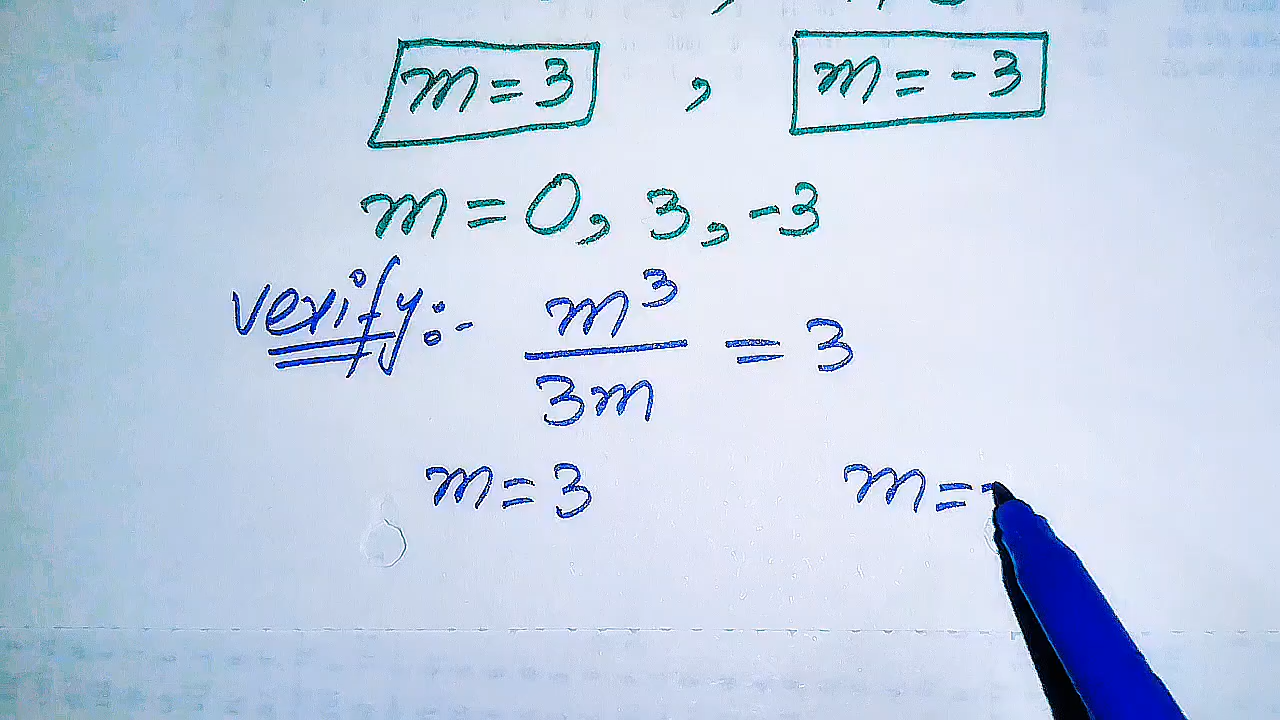 m = 3 , m = -3
m = 0, 3, -3
verify:- m³/3m = 3
m = 3 m = -